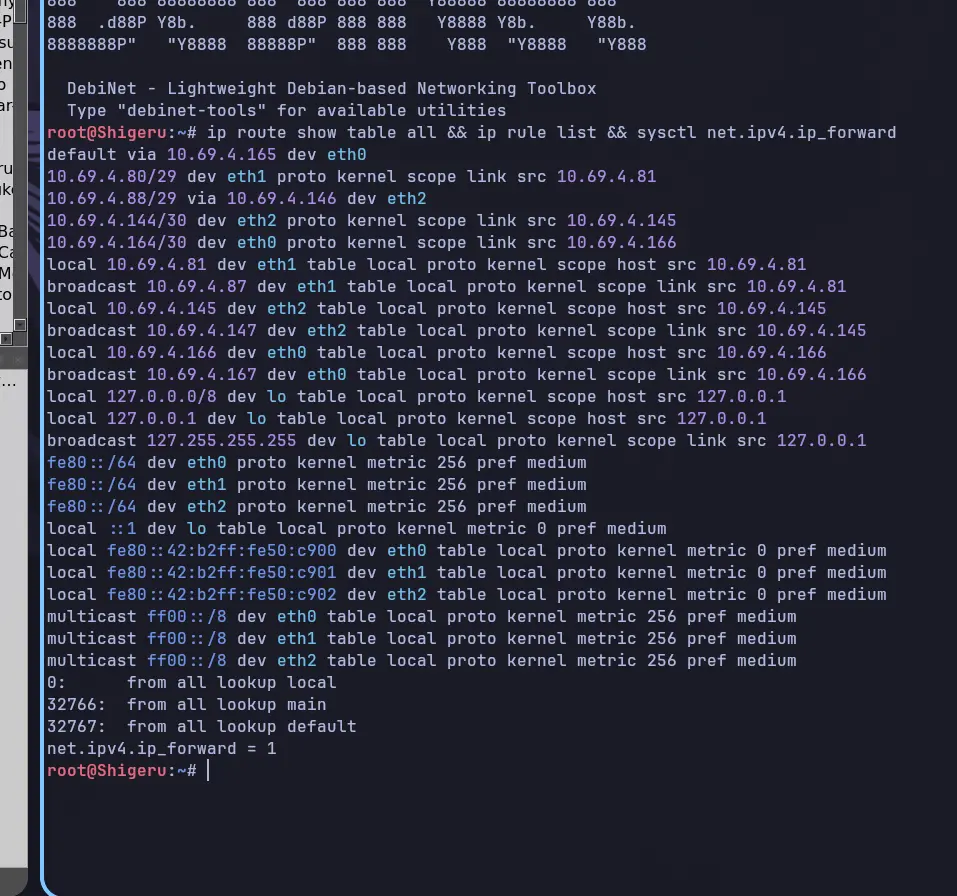 888 .d88P Y8b. 888 d88P 888 888 Y8888 Y8b. Y88b.
8888888P" "Y8888 88888P" 888 888 Y888 "Y8888 "Y888
DebiNet - Lightweight Debian-based Networking Toolbox
Type "debinet-tools" for available utilities
root@Shigeru:~# ip route show table all && ip rule list && sysctl net.ipv4.ip_forward
default via 10.69.4.165 dev eth0
10.69.4.80/29 dev eth1 proto kernel scope link src 10.69.4.81
10.69.4.88/29 via 10.69.4.146 dev eth2
10.69.4.144/30 dev eth2 proto kernel scope link src 10.69.4.145
10.69.4.164/30 dev eth0 proto kernel scope link src 10.69.4.166
local 10.69.4.81 dev eth1 table local proto kernel scope host src 10.69.4.81
broadcast 10.69.4.87 dev eth1 table local proto kernel scope link src 10.69.4.81
local 10.69.4.145 dev eth2 table local proto kernel scope host src 10.69.4.145
broadcast 10.69.4.147 dev eth2 table local proto kernel scope link src 10.69.4.145
local 10.69.4.166 dev eth0 table local proto kernel scope host src 10.69.4.166
broadcast 10.69.4.167 dev eth0 table local proto kernel scope link src 10.69.4.166
local 127.0.0.0/8 dev lo table local proto kernel scope host src 127.0.0.1
local 127.0.0.1 dev lo table local proto kernel scope host src 127.0.0.1
broadcast 127.255.255.255 dev lo table local proto kernel scope link src 127.0.0.1
fe80::/64 dev eth0 proto kernel metric 256 pref medium
fe80::/64 dev eth1 proto kernel metric 256 pref medium
fe80::/64 dev eth2 proto kernel metric 256 pref medium
local ::1 dev lo table local proto kernel metric 0 pref medium
local fe80::42:b2ff:fe50:c900 dev eth0 table local proto kernel metric 0 pref medium
local fe80::42:b2ff:fe50:c901 dev eth1 table local proto kernel metric 0 pref medium
local fe80::42:b2ff:fe50:c902 dev eth2 table local proto kernel metric 0 pref medium
multicast ff00::/8 dev eth0 table local proto kernel metric 256 pref medium
multicast ff00::/8 dev eth1 table local proto kernel metric 256 pref medium
multicast ff00::/8 dev eth2 table local proto kernel metric 256 pref medium
0: from all lookup local
32766: from all lookup main
32767: from all lookup default
net.ipv4.ip_forward = 1
root@Shigeru:~#